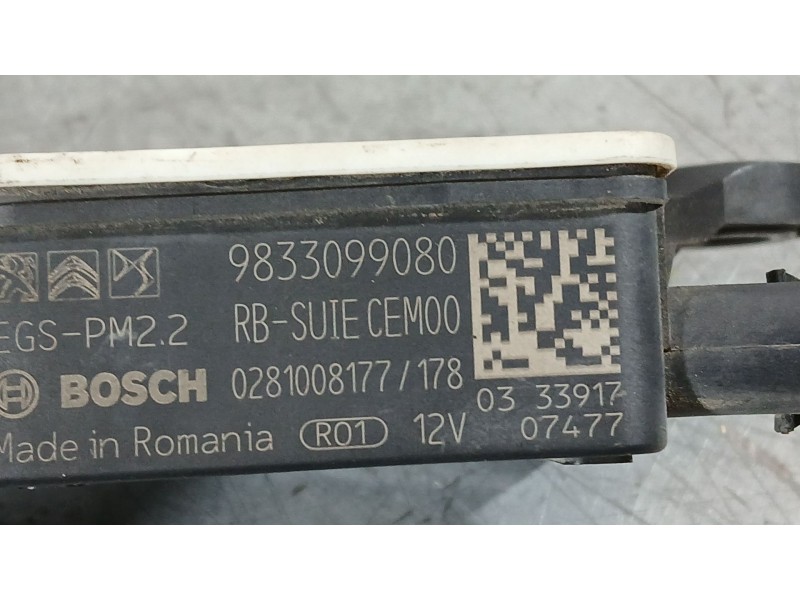 9833099080
EGS-PM2.2 RB-SUIE CEM00
BOSCH 0281008177/178
03 33917
Made in Romania R01 12V 07477